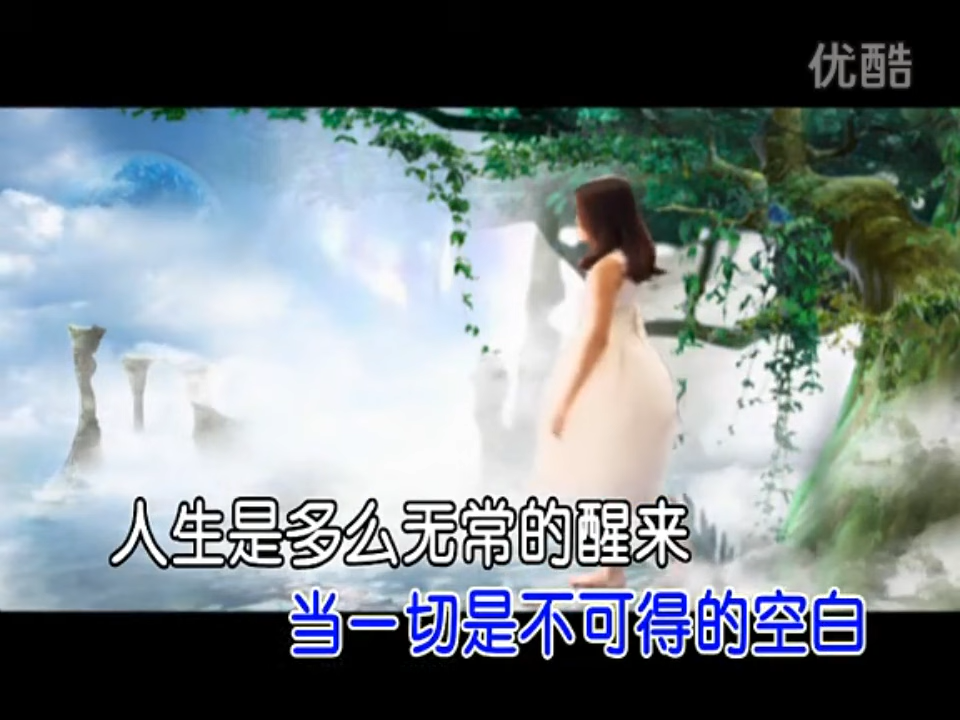 优酷
人生是多么无常的醒来
当一切是不可得的空白